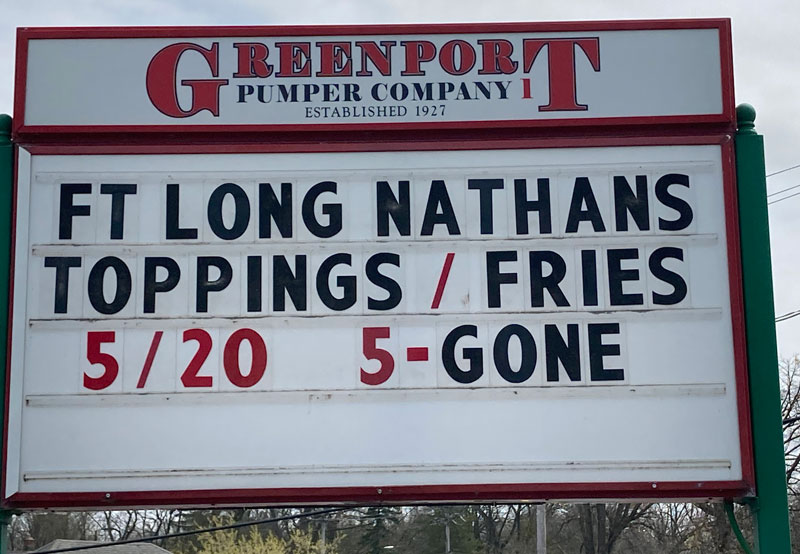 GREENPORT
PUMPER COMPANY 1
ESTABLISHED 1927
FT LONG NATHANS
TOPPINGS / FRIES
5/20 5-GONE